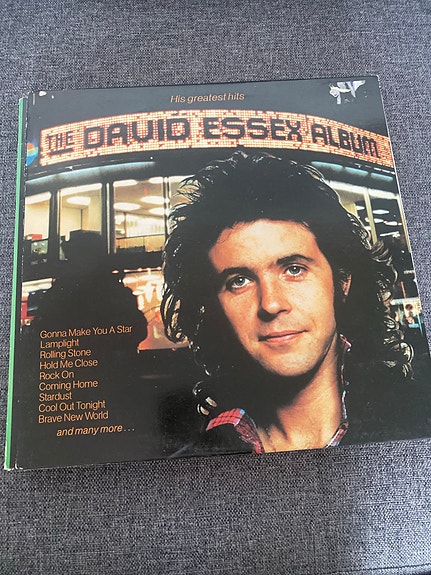 His greatest hits
THE DAVID ESSEX ALBUM
Gonna Make You A Star
Lamplight
Rolling Stone
Hold Me Close
Rock On
Coming Home
Stardust
Cool Out Tonight
Brave New World
and many more . . .